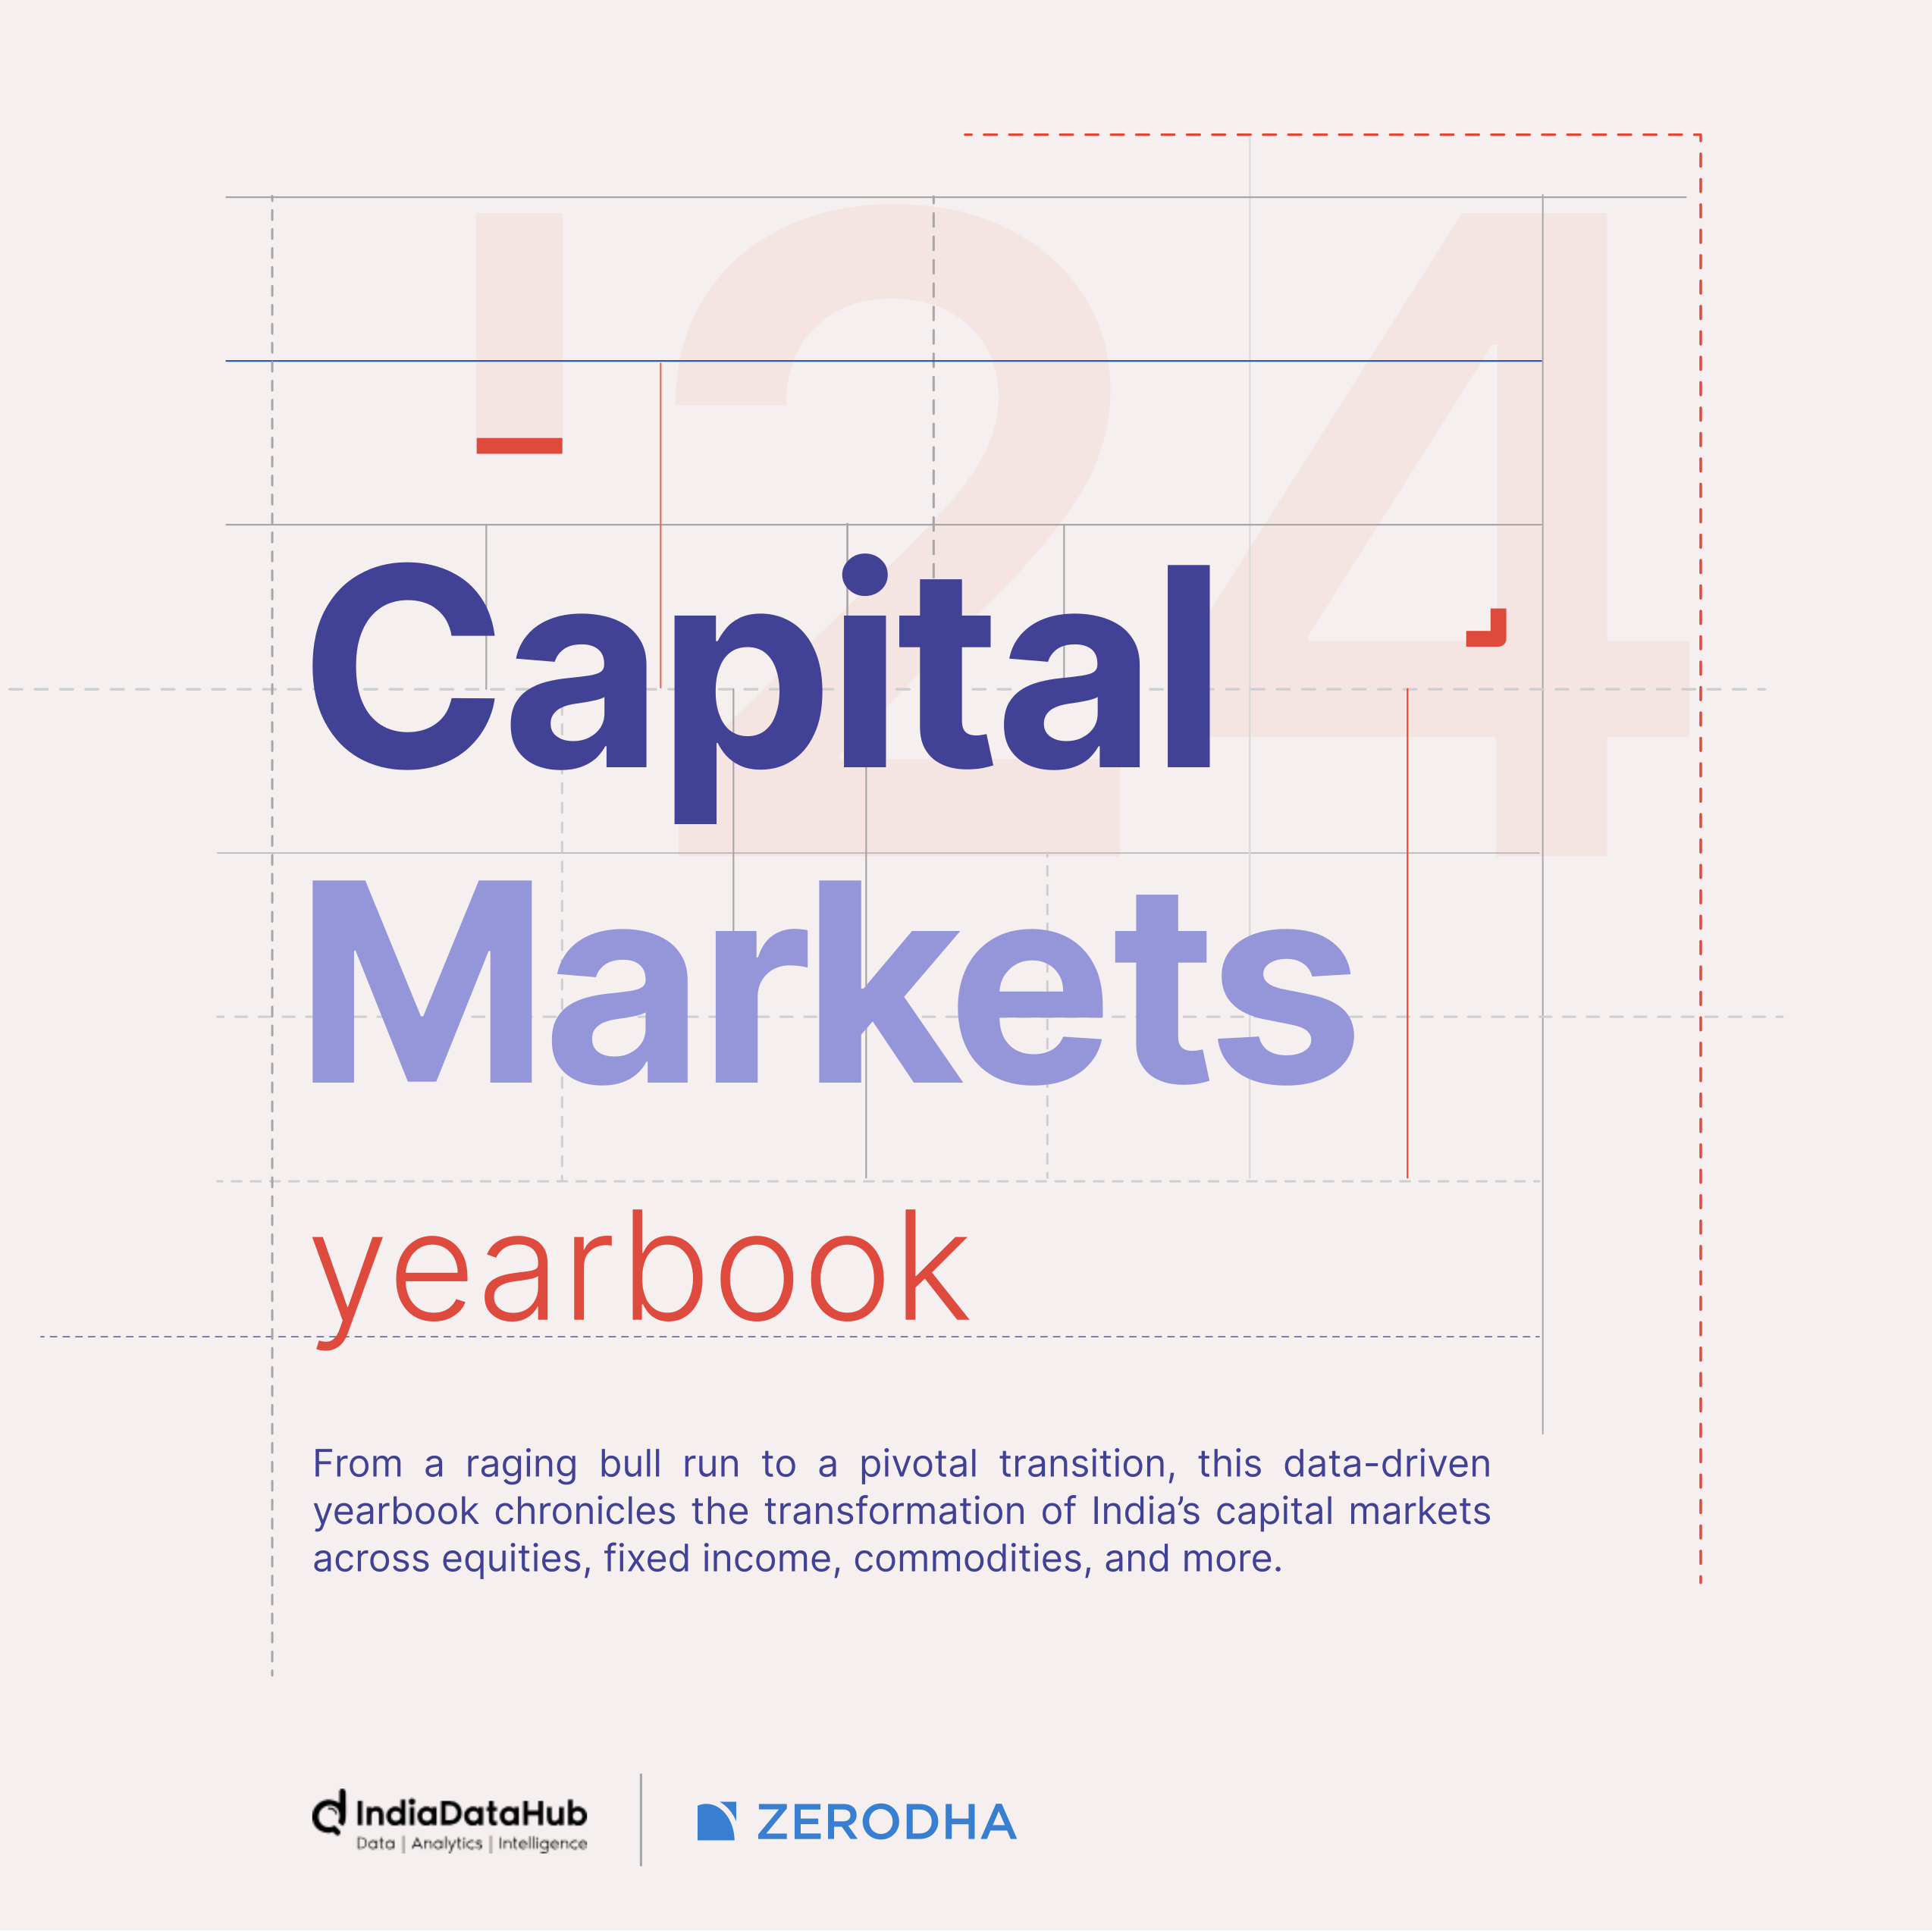 '24
Capital
Markets
yearbook
From a raging bull run to a pivotal transition, this data-driven
yearbook chronicles the transformation of India’s capital markets
across equities, fixed income, commodities, and more.
IndiaDataHub
Data | Analytics | Intelligence
ZERODHA